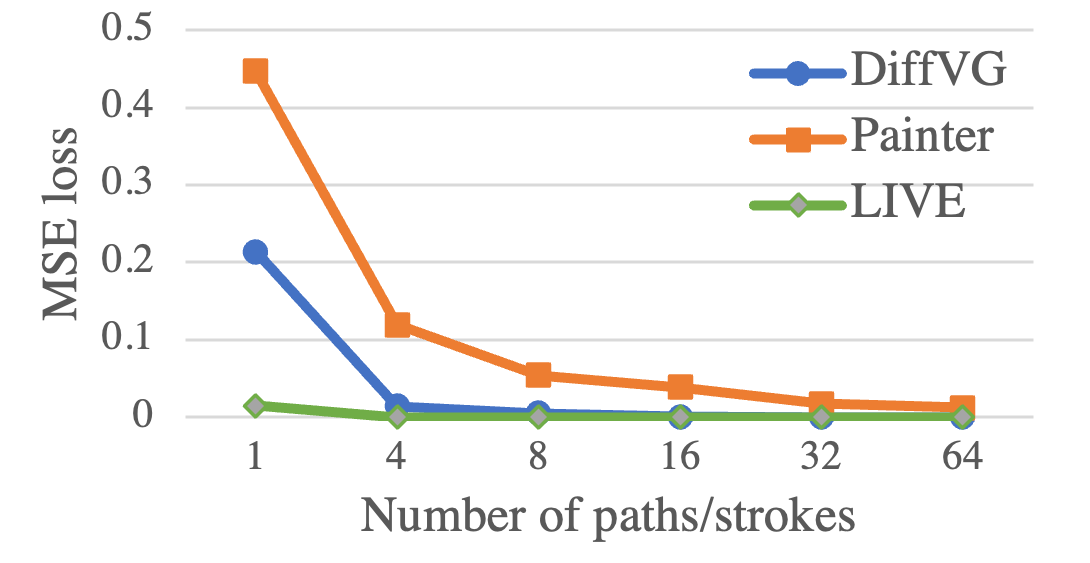 0.5
0.4
0.3
0.2
0.1
0
MSE loss
DiffVG
Painter
LIVE
1 4 8 16 32 64
Number of paths/strokes